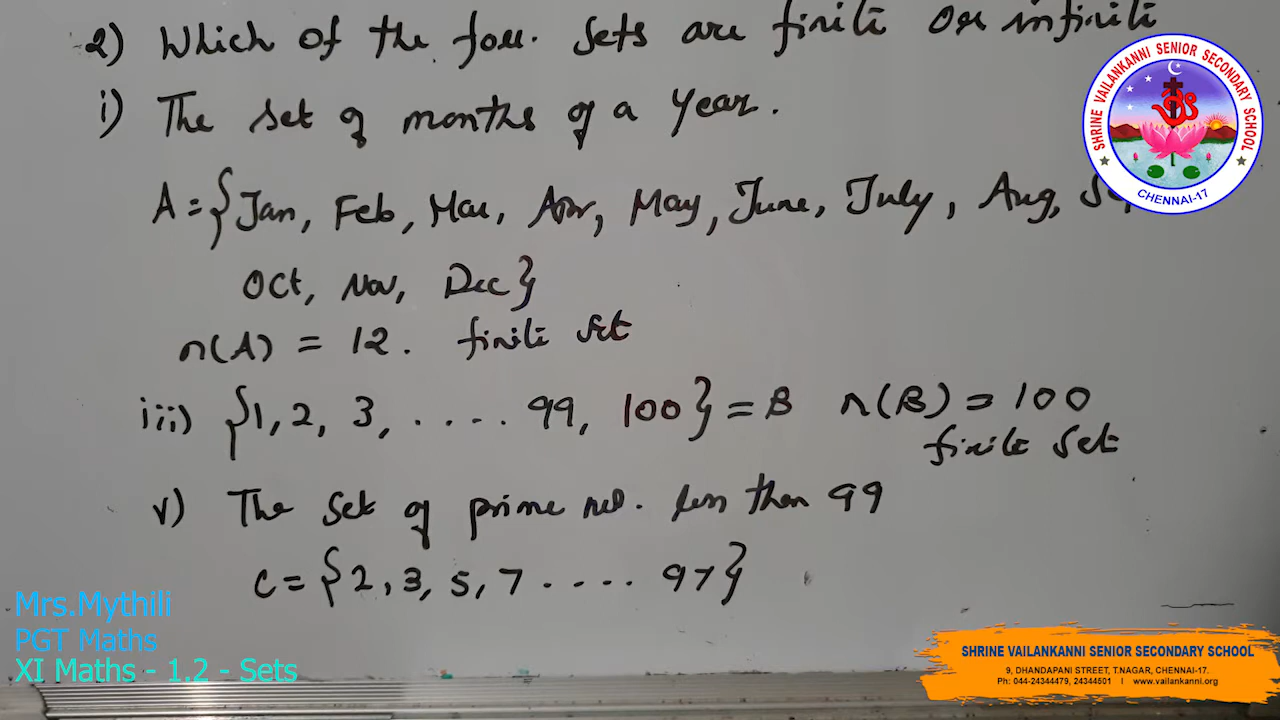 2) Which of the foll. sets are finite or infinite
i) The set of months of a year.
A = {Jan, Feb, Mar, Apr, May, June, July, Aug, Sep
Oct, Nov, Dec}
n(A) = 12. finite set
iii) {1, 2, 3, ..... 99, 100} = B n(B) = 100
finite set
v) The set of prime no. less than 99
C = {2, 3, 5, 7 .... 97}
Mrs.Mythili
PGT Maths
XI Maths - 1.2 - Sets
SHRINE VAILANKANNI SENIOR SECONDARY SCHOOL
CHENNAI-17
SHRINE VAILANKANNI SENIOR SECONDARY SCHOOL
9, DHANDAPANI STREET, T.NAGAR, CHENNAI-17.
Ph: 044-24344479, 24344501 I www.vailankanni.org